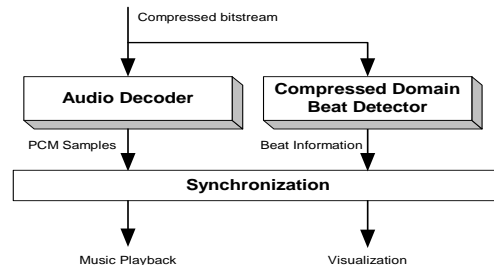 Compressed bitstream
Audio Decoder
Compressed Domain
Beat Detector
PCM Samples
Beat Information
Synchronization
Music Playback
Visualization